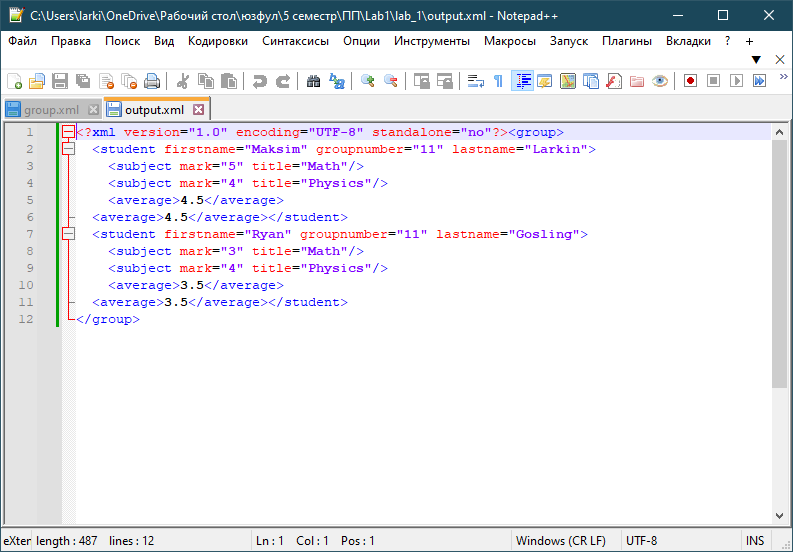 C:\Users\larki\OneDrive\Рабочий стол\юзфул\5 семестр\ПП\Lab1\lab_1\output.xml - Notepad++
Файл Правка Поиск Вид Кодировки Синтаксисы Опции Инструменты Макросы Запуск Плагины Вкладки ? +
group.xml output.xml
1 <?xml version="1.0" encoding="UTF-8" standalone="no"?><group>
2 <student firstname="Maksim" groupnumber="11" lastname="Larkin">
3 <subject mark="5" title="Math"/>
4 <subject mark="4" title="Physics"/>
5 <average>4.5</average>
6 <average>4.5</average></student>
7 <student firstname="Ryan" groupnumber="11" lastname="Gosling">
8 <subject mark="3" title="Math"/>
9 <subject mark="4" title="Physics"/>
10 <average>3.5</average>
11 <average>3.5</average></student>
12 </group>
eXter length : 487 lines : 12 Ln : 1 Col : 1 Pos : 1 Windows (CR LF) UTF-8 INS